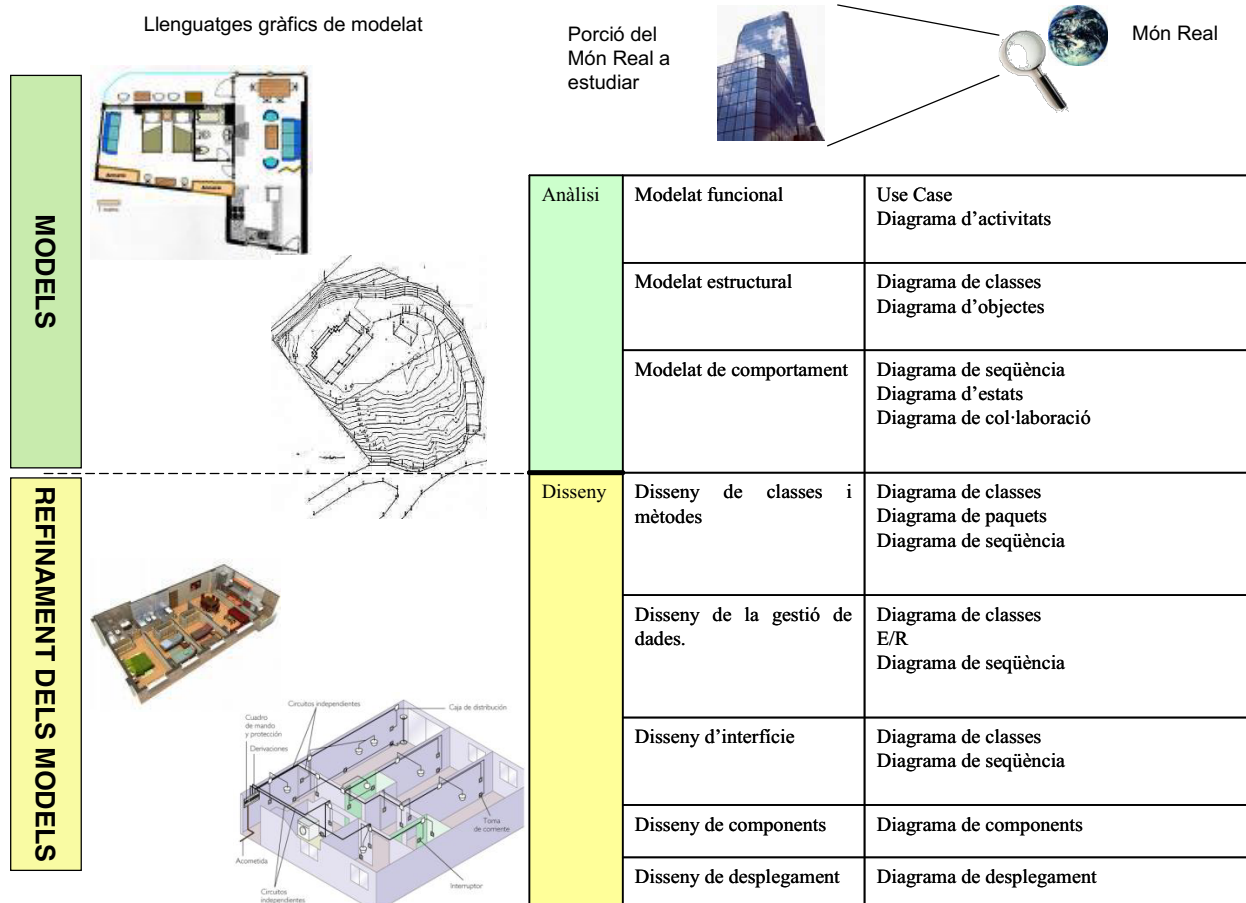 Llenguatges gràfics de modelat
Porció del
Món Real a
estudiar
Món Real
MODELS
Armario
Armario
Anàlisi
Modelat funcional
Use Case
Diagrama d'activitats
Modelat estructural
Diagrama de classes
Diagrama d'objectes
Modelat de comportament
Diagrama de seqüència
Diagrama d'estats
Diagrama de col·laboració
REFINAMENT DELS MODELS
Disseny
Disseny de classes i
mètodes
Diagrama de classes
Diagrama de paquets
Diagrama de seqüència
Disseny de la gestió de
dades.
Diagrama de classes
E/R
Diagrama de seqüència
Disseny d'interfície
Diagrama de classes
Diagrama de seqüència
Disseny de components
Diagrama de components
Disseny de desplegament
Diagrama de desplegament
Circuitos independientes
Caja de distribución
Cuadro
de mando
y protección
Derivaciones
Toma
de corriente
Acometida
Interruptor
Circuitos
independientes